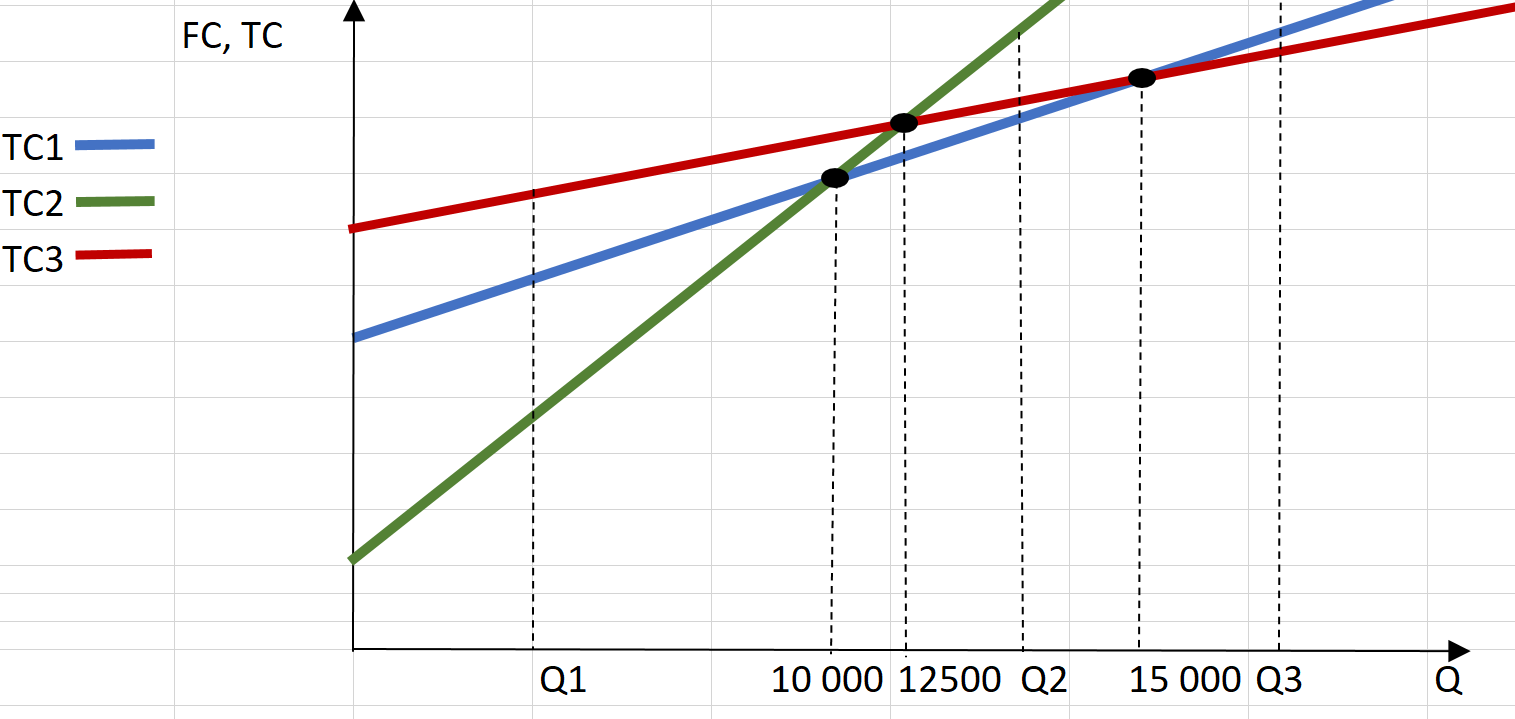 FC, TC
TC1
TC2
TC3
Q1 10 000 12500 Q2 15 000 Q3 Q